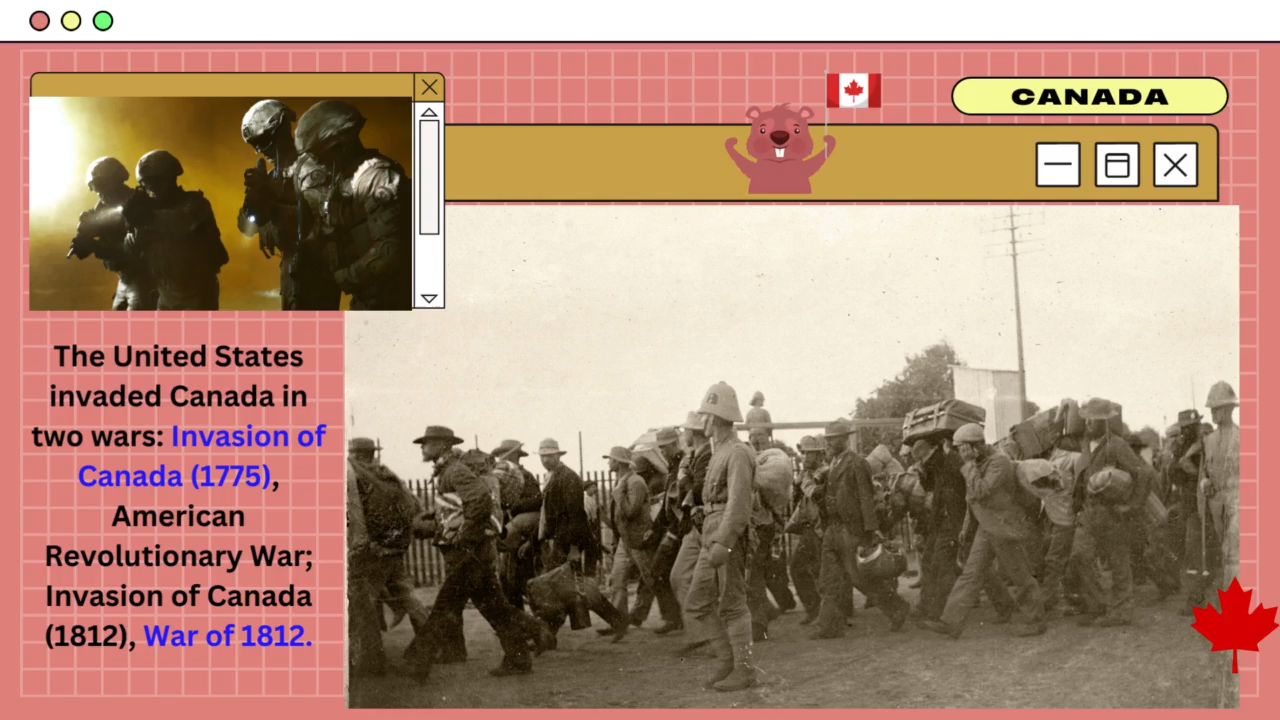 CANADA
The United States
invaded Canada in
two wars: Invasion of
Canada (1775),
American
Revolutionary War;
Invasion of Canada
(1812), War of 1812.